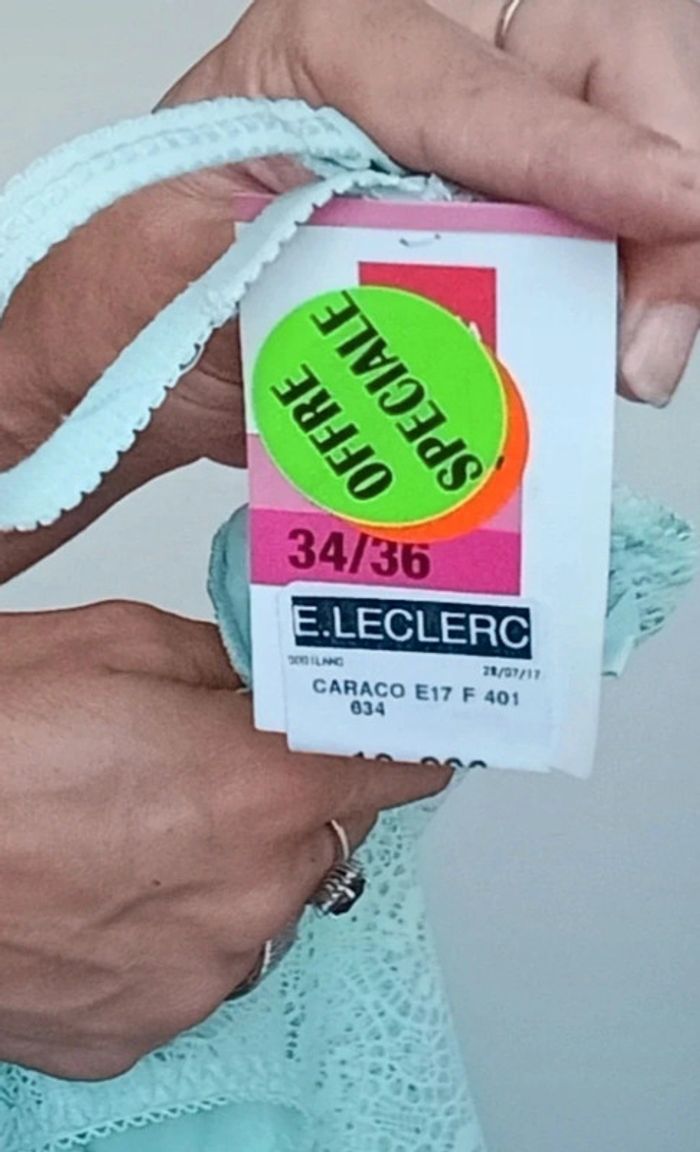 OFFRE
SPECIALE
34/36
E.LECLERC
28/07/17
CARACO E17 F 401
634